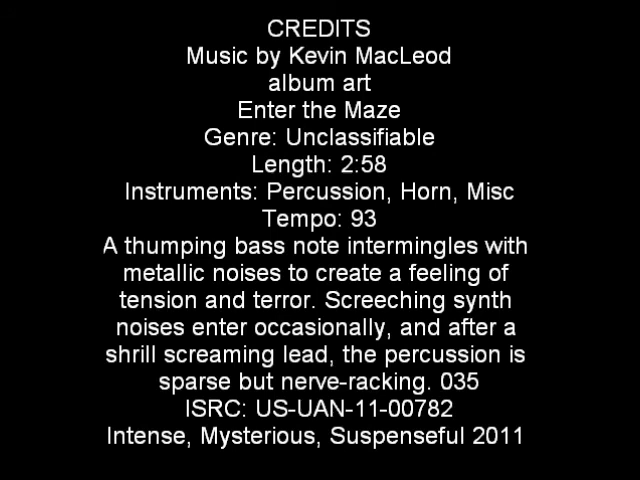 CREDITS
Music by Kevin MacLeod
album art
Enter the Maze
Genre: Unclassifiable
Length: 2:58
Instruments: Percussion, Horn, Misc
Tempo: 93
A thumping bass note intermingles with
metallic noises to create a feeling of
tension and terror. Screeching synth
noises enter occasionally, and after a
shrill screaming lead, the percussion is
sparse but nerve-racking. 035
ISRC: US-UAN-11-00782
Intense, Mysterious, Suspenseful 2011